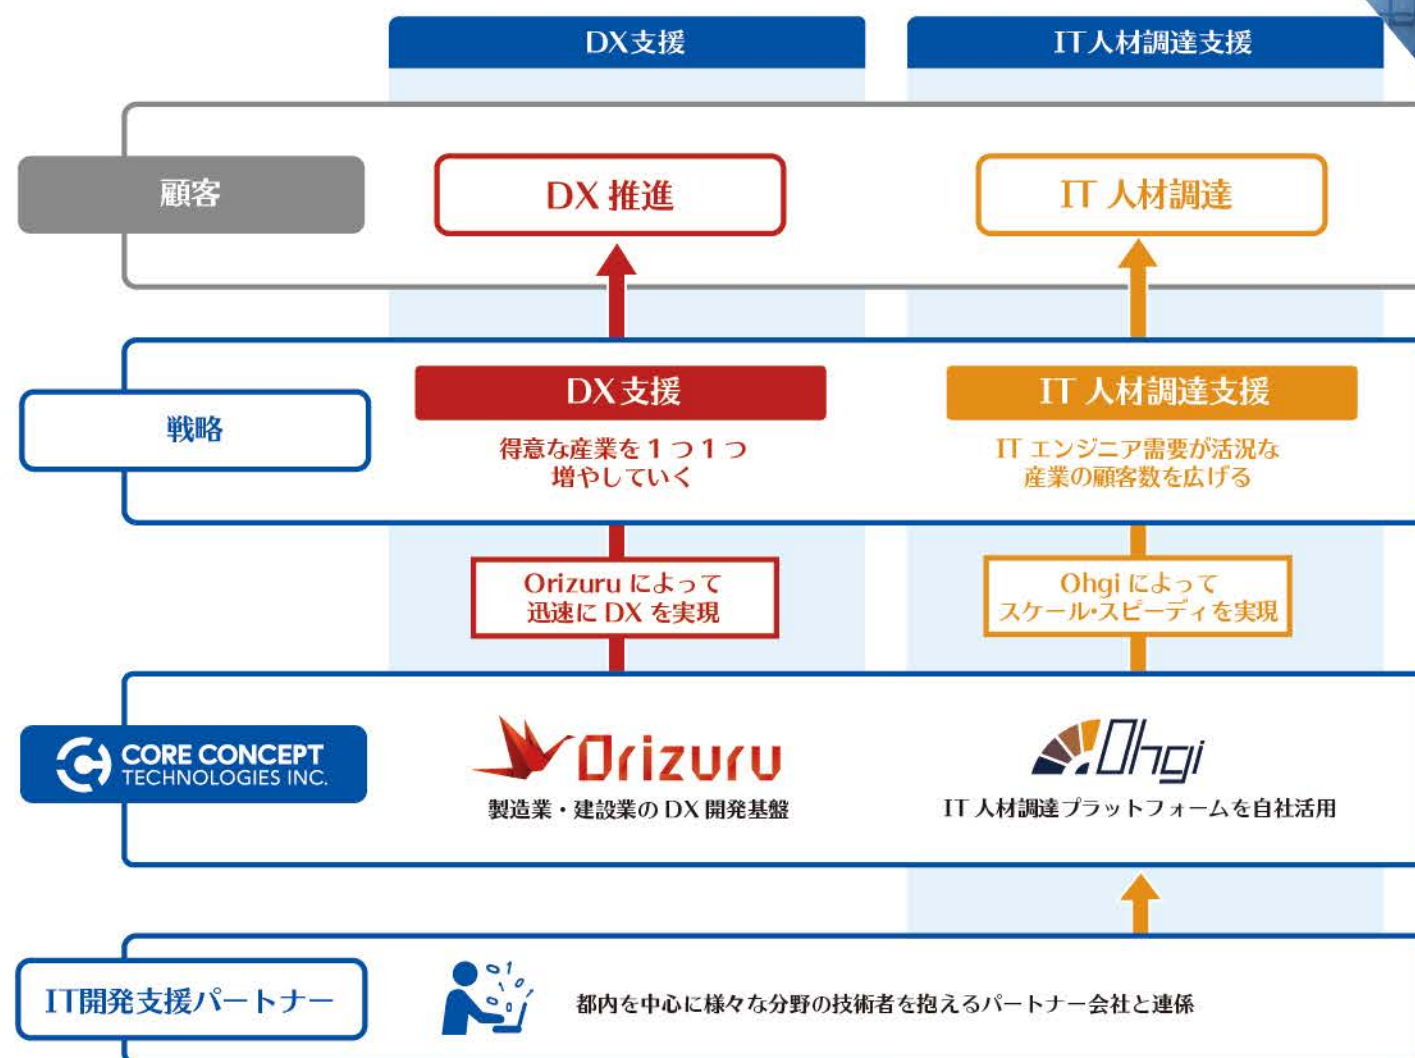 DX支援
IT人材調達支援
顧客
DX 推進
IT 人材調達
戦略
DX 支援
得意な産業を1つ1つ
増やしていく
IT 人材調達支援
IT エンジニア需要が活況な
産業の顧客数を広げる
Orizuru によって
迅速に DX を実現
Ohgi によって
スケール・スピーディを実現
CORE CONCEPT
TECHNOLOGIES INC.
Orizuru
製造業・建設業の DX 開発基盤
Ohgi
IT 人材調達プラットフォームを自社活用
IT開発支援パートナー
都内を中心に様々な分野の技術者を抱えるパートナー会社と連係